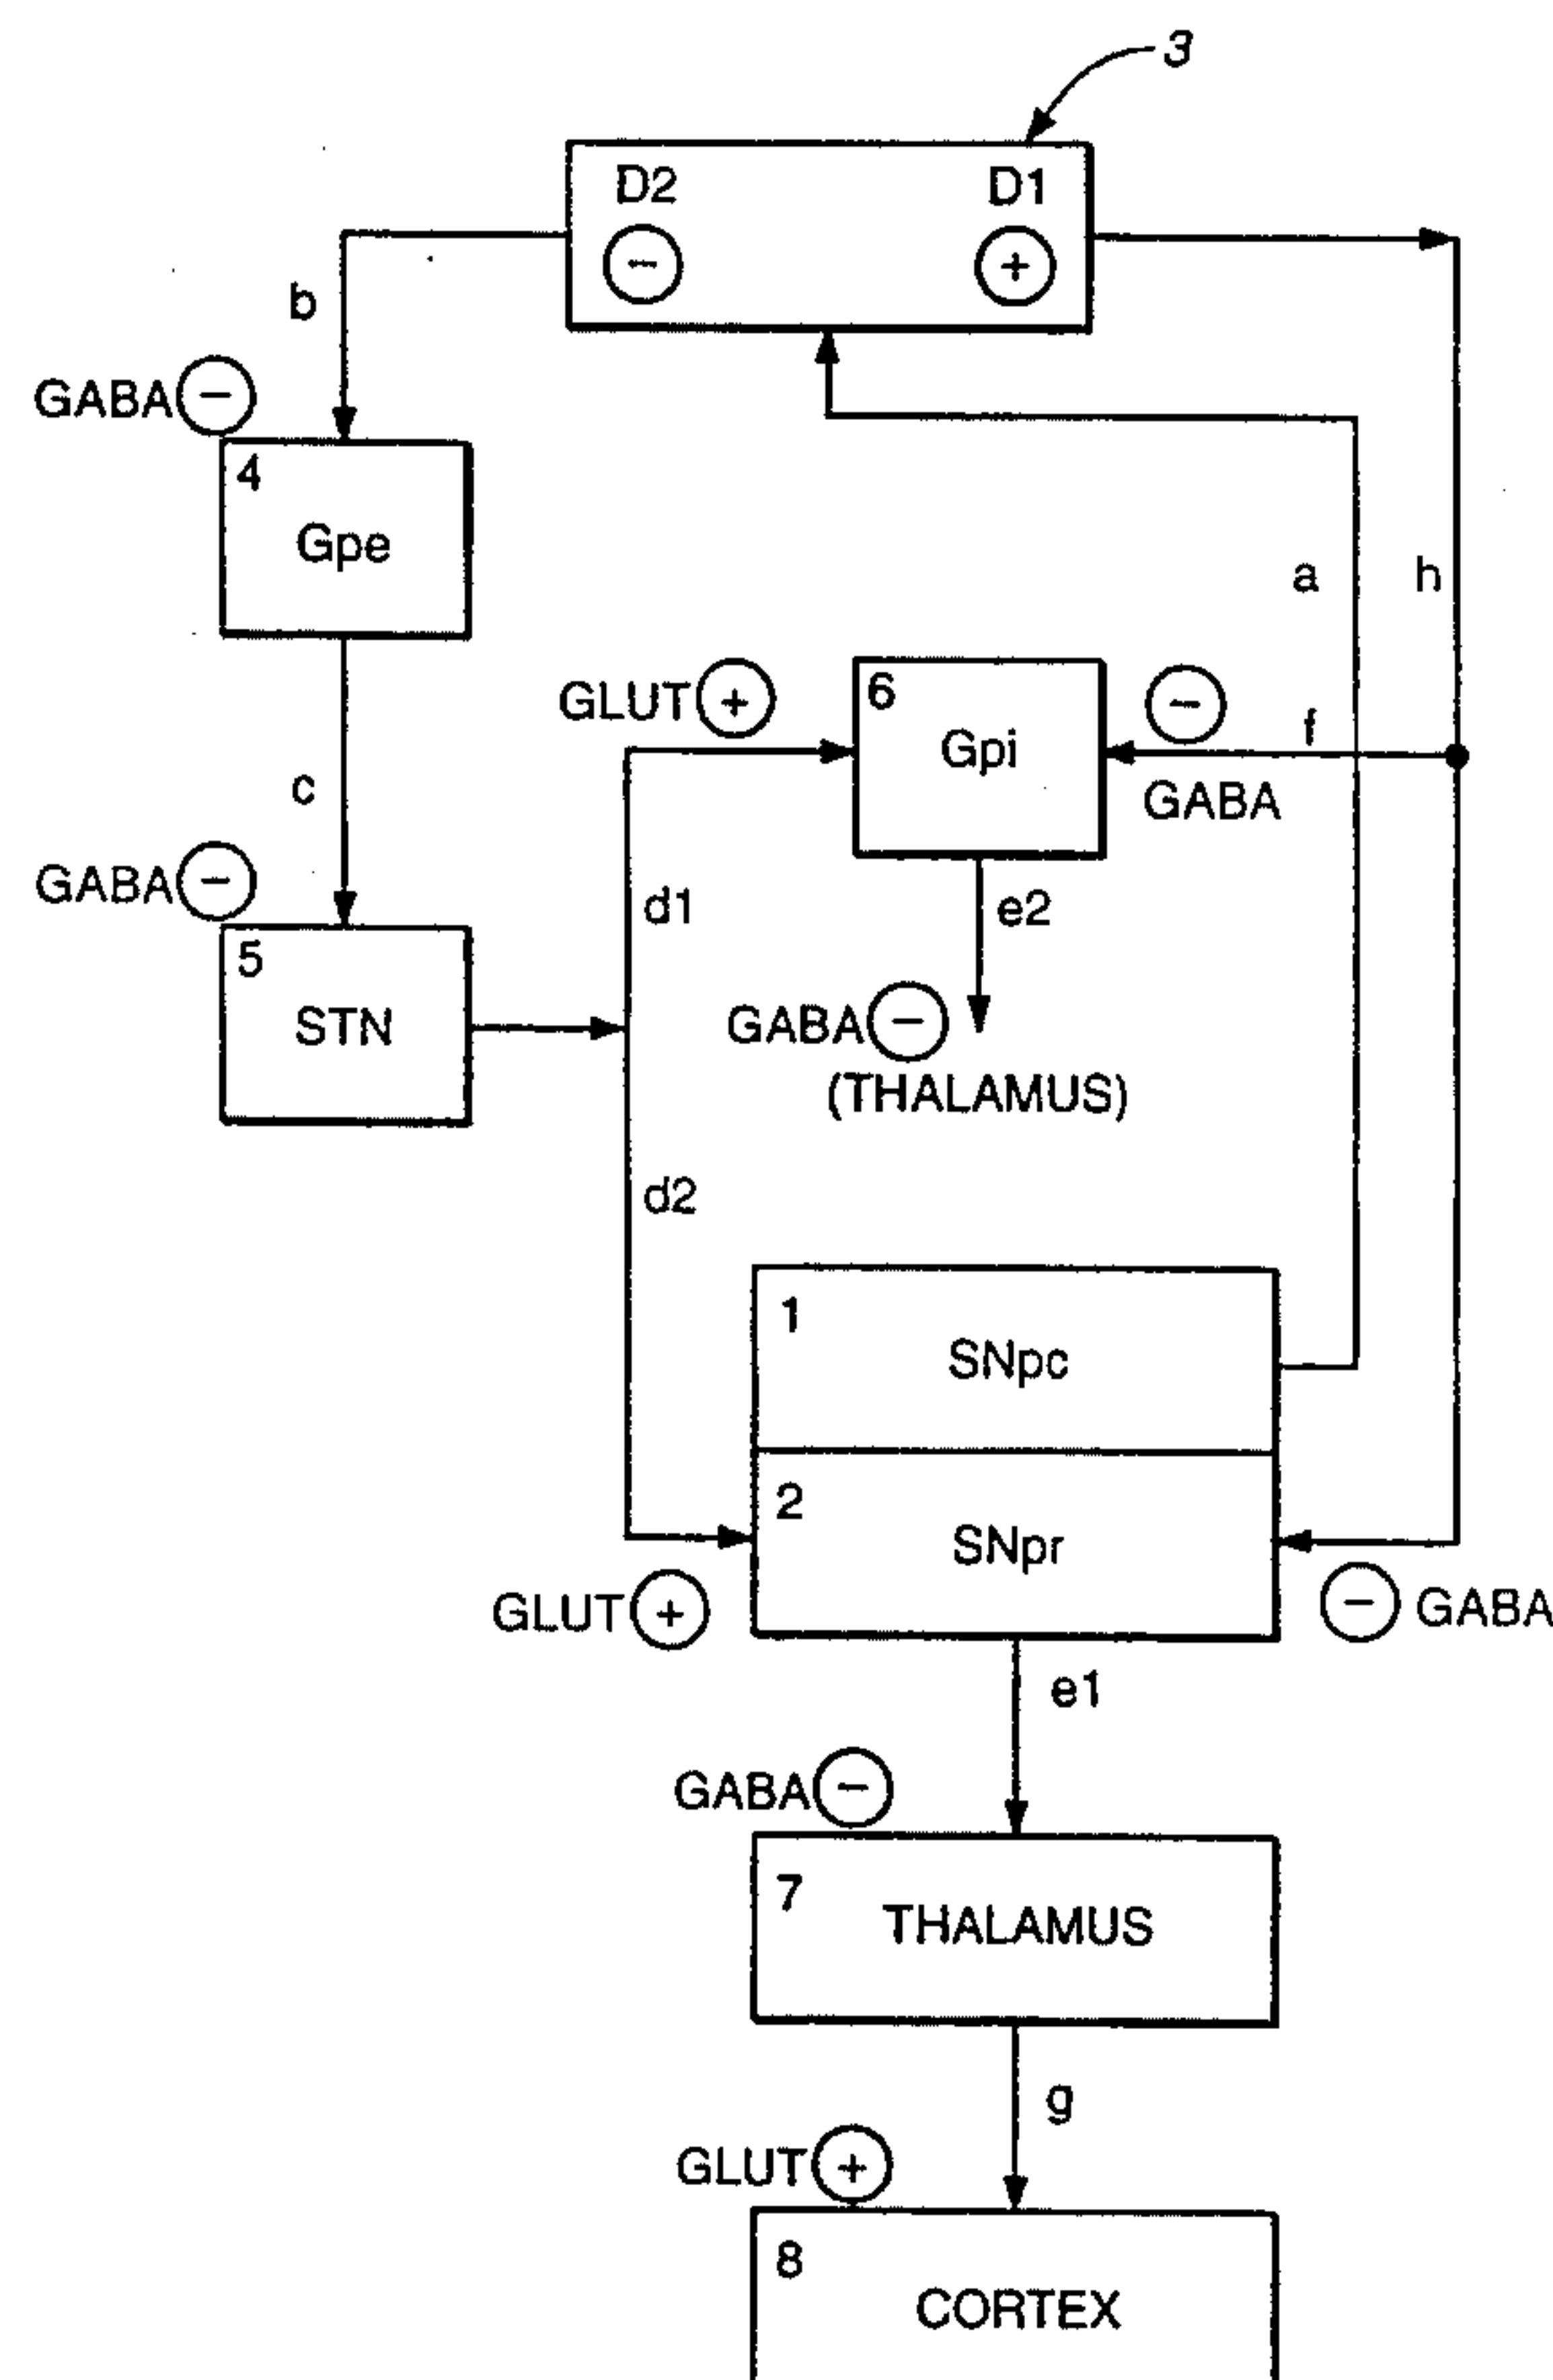 3
D2 D1
−
+
b
GABA −
4
Gpe
a
h
GLUT +
6
Gpi
−
f
GABA
c
GABA −
5
STN
d1
e2
GABA −
(THALAMUS)
d2
1
SNpc
2
SNpr
GLUT +
− GABA
e1
GABA −
7
THALAMUS
g
GLUT +
8
CORTEX